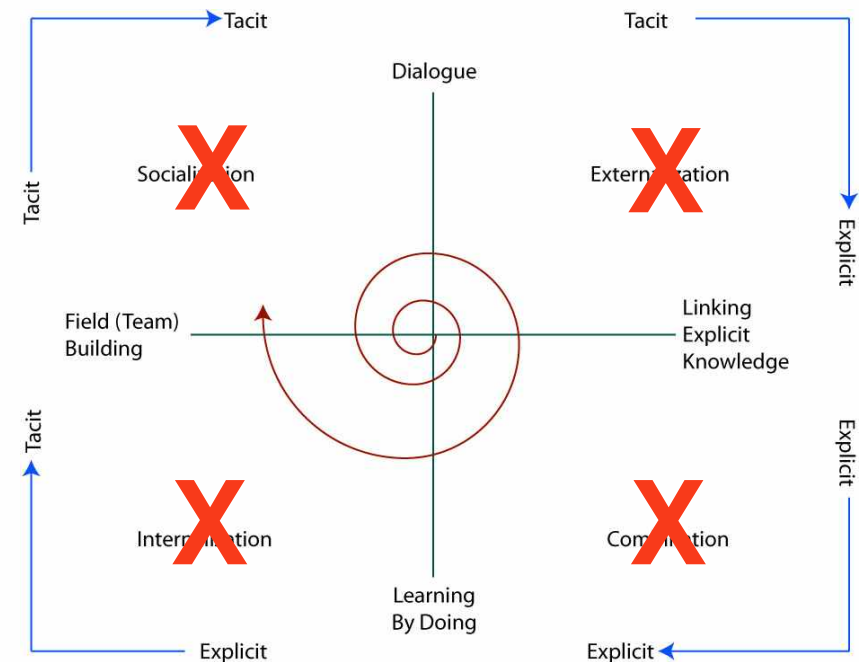 Tacit
Tacit
Dialogue
Tacit
Explicit
Field (Team)
Building
Linking
Explicit
Knowledge
Tacit
Explicit
Learning
By Doing
Explicit
Explicit